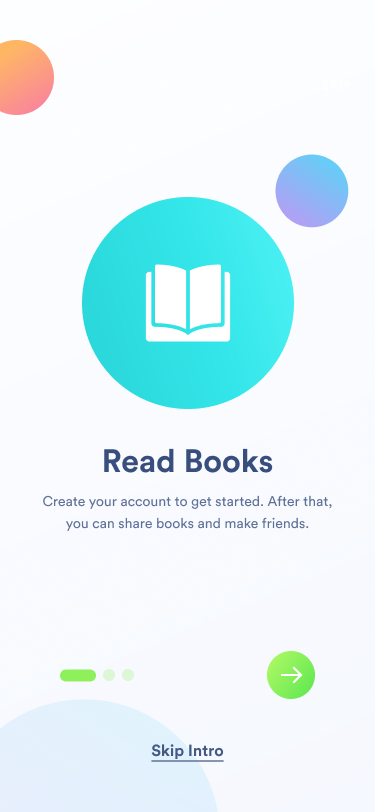 Read Books
Create your account to get started. After that,
you can share books and make friends.
Skip Intro